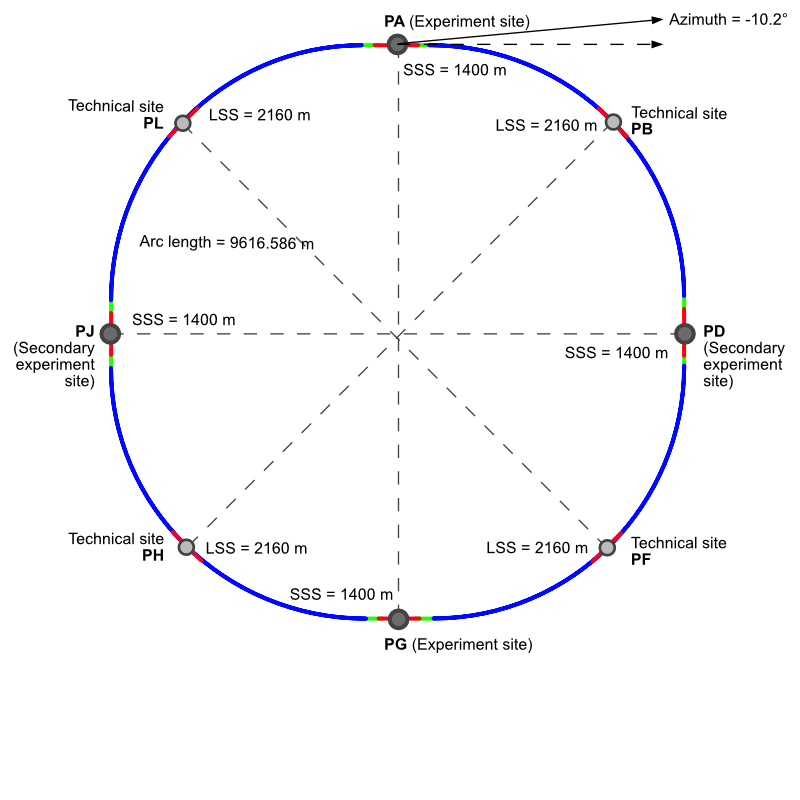 PA (Experiment site)
Azimuth = -10.2°
SSS = 1400 m
Technical site
PL
LSS = 2160 m
LSS = 2160 m
Technical site
PB
Arc length = 9616.586 m
PJ
(Secondary
experiment
site)
SSS = 1400 m
SSS = 1400 m
PD
(Secondary
experiment
site)
Technical site
PH
LSS = 2160 m
LSS = 2160 m
Technical site
PF
SSS = 1400 m
PG (Experiment site)